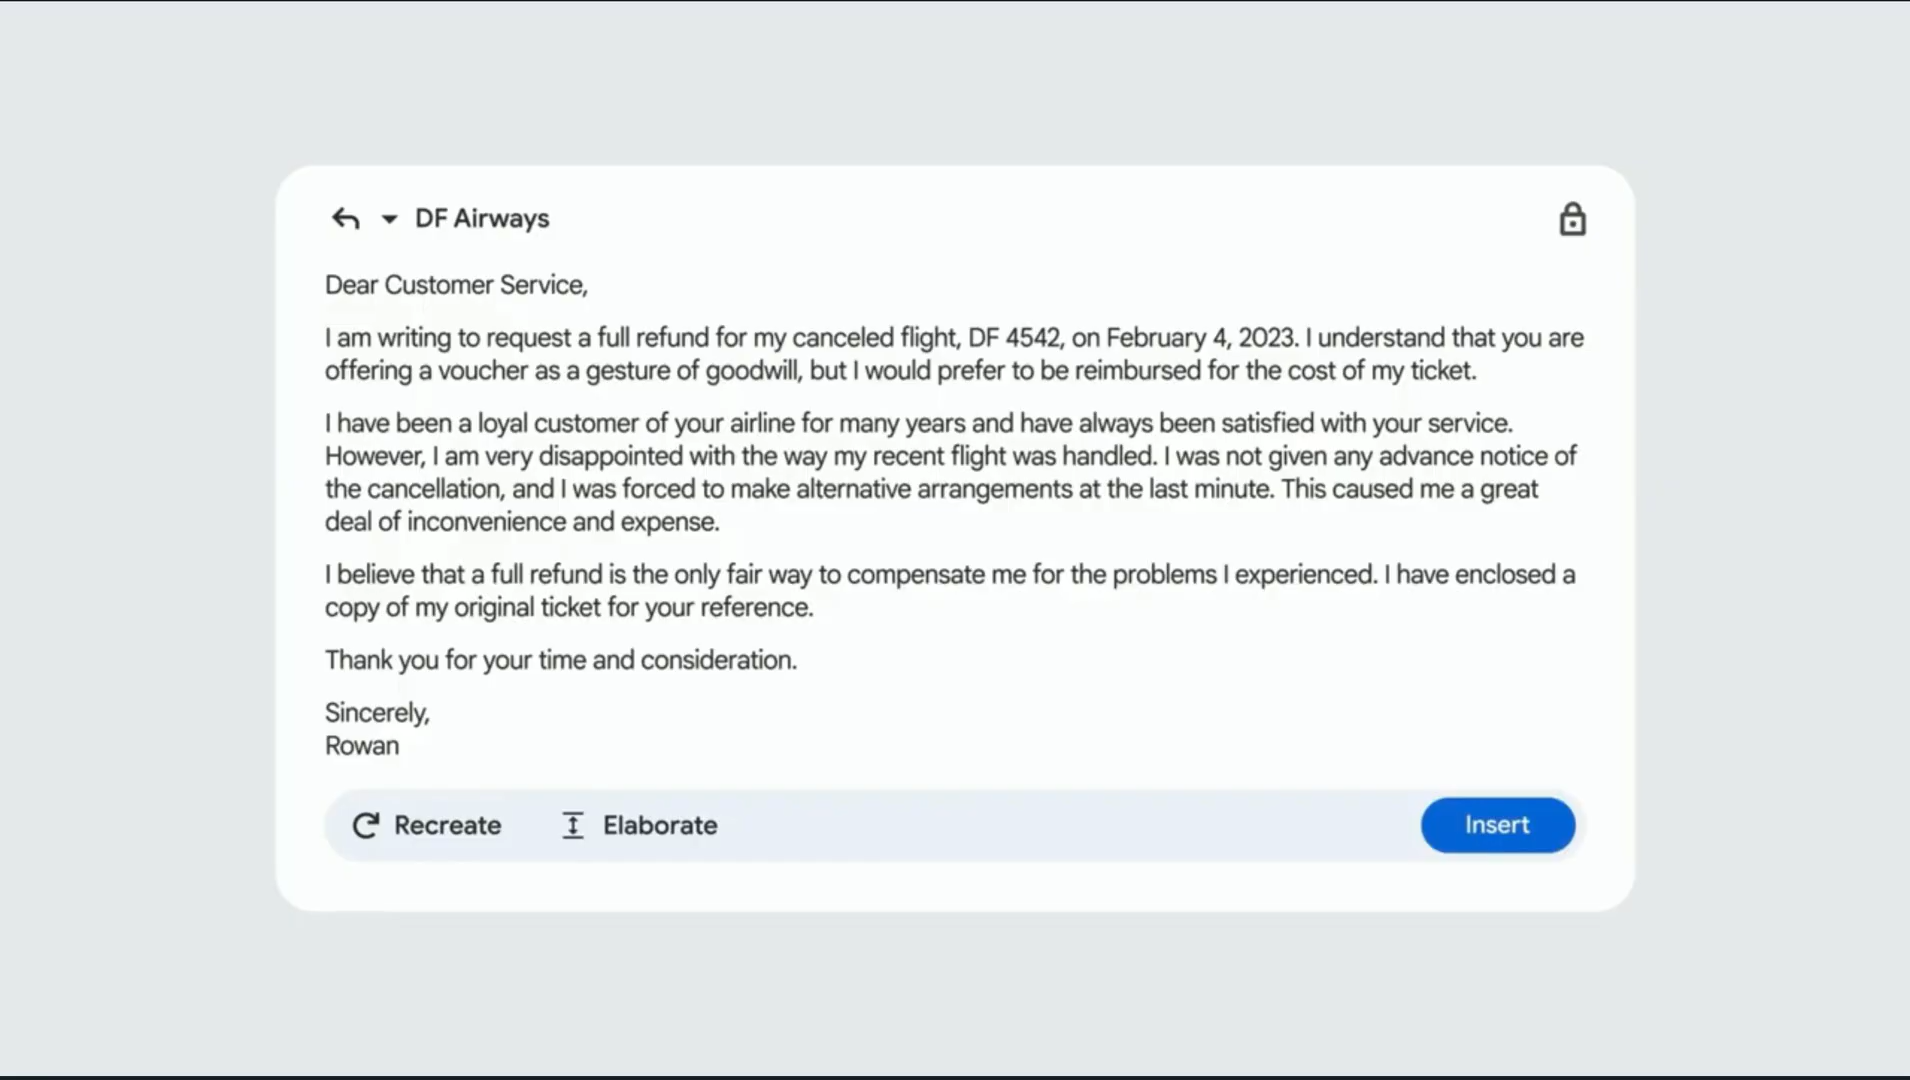 DF Airways
Dear Customer Service,
I am writing to request a full refund for my canceled flight, DF 4542, on February 4, 2023. I understand that you are
offering a voucher as a gesture of goodwill, but I would prefer to be reimbursed for the cost of my ticket.
I have been a loyal customer of your airline for many years and have always been satisfied with your service.
However, I am very disappointed with the way my recent flight was handled. I was not given any advance notice of
the cancellation, and I was forced to make alternative arrangements at the last minute. This caused me a great
deal of inconvenience and expense.
I believe that a full refund is the only fair way to compensate me for the problems I experienced. I have enclosed a
copy of my original ticket for your reference.
Thank you for your time and consideration.
Sincerely,
Rowan
Recreate Elaborate Insert